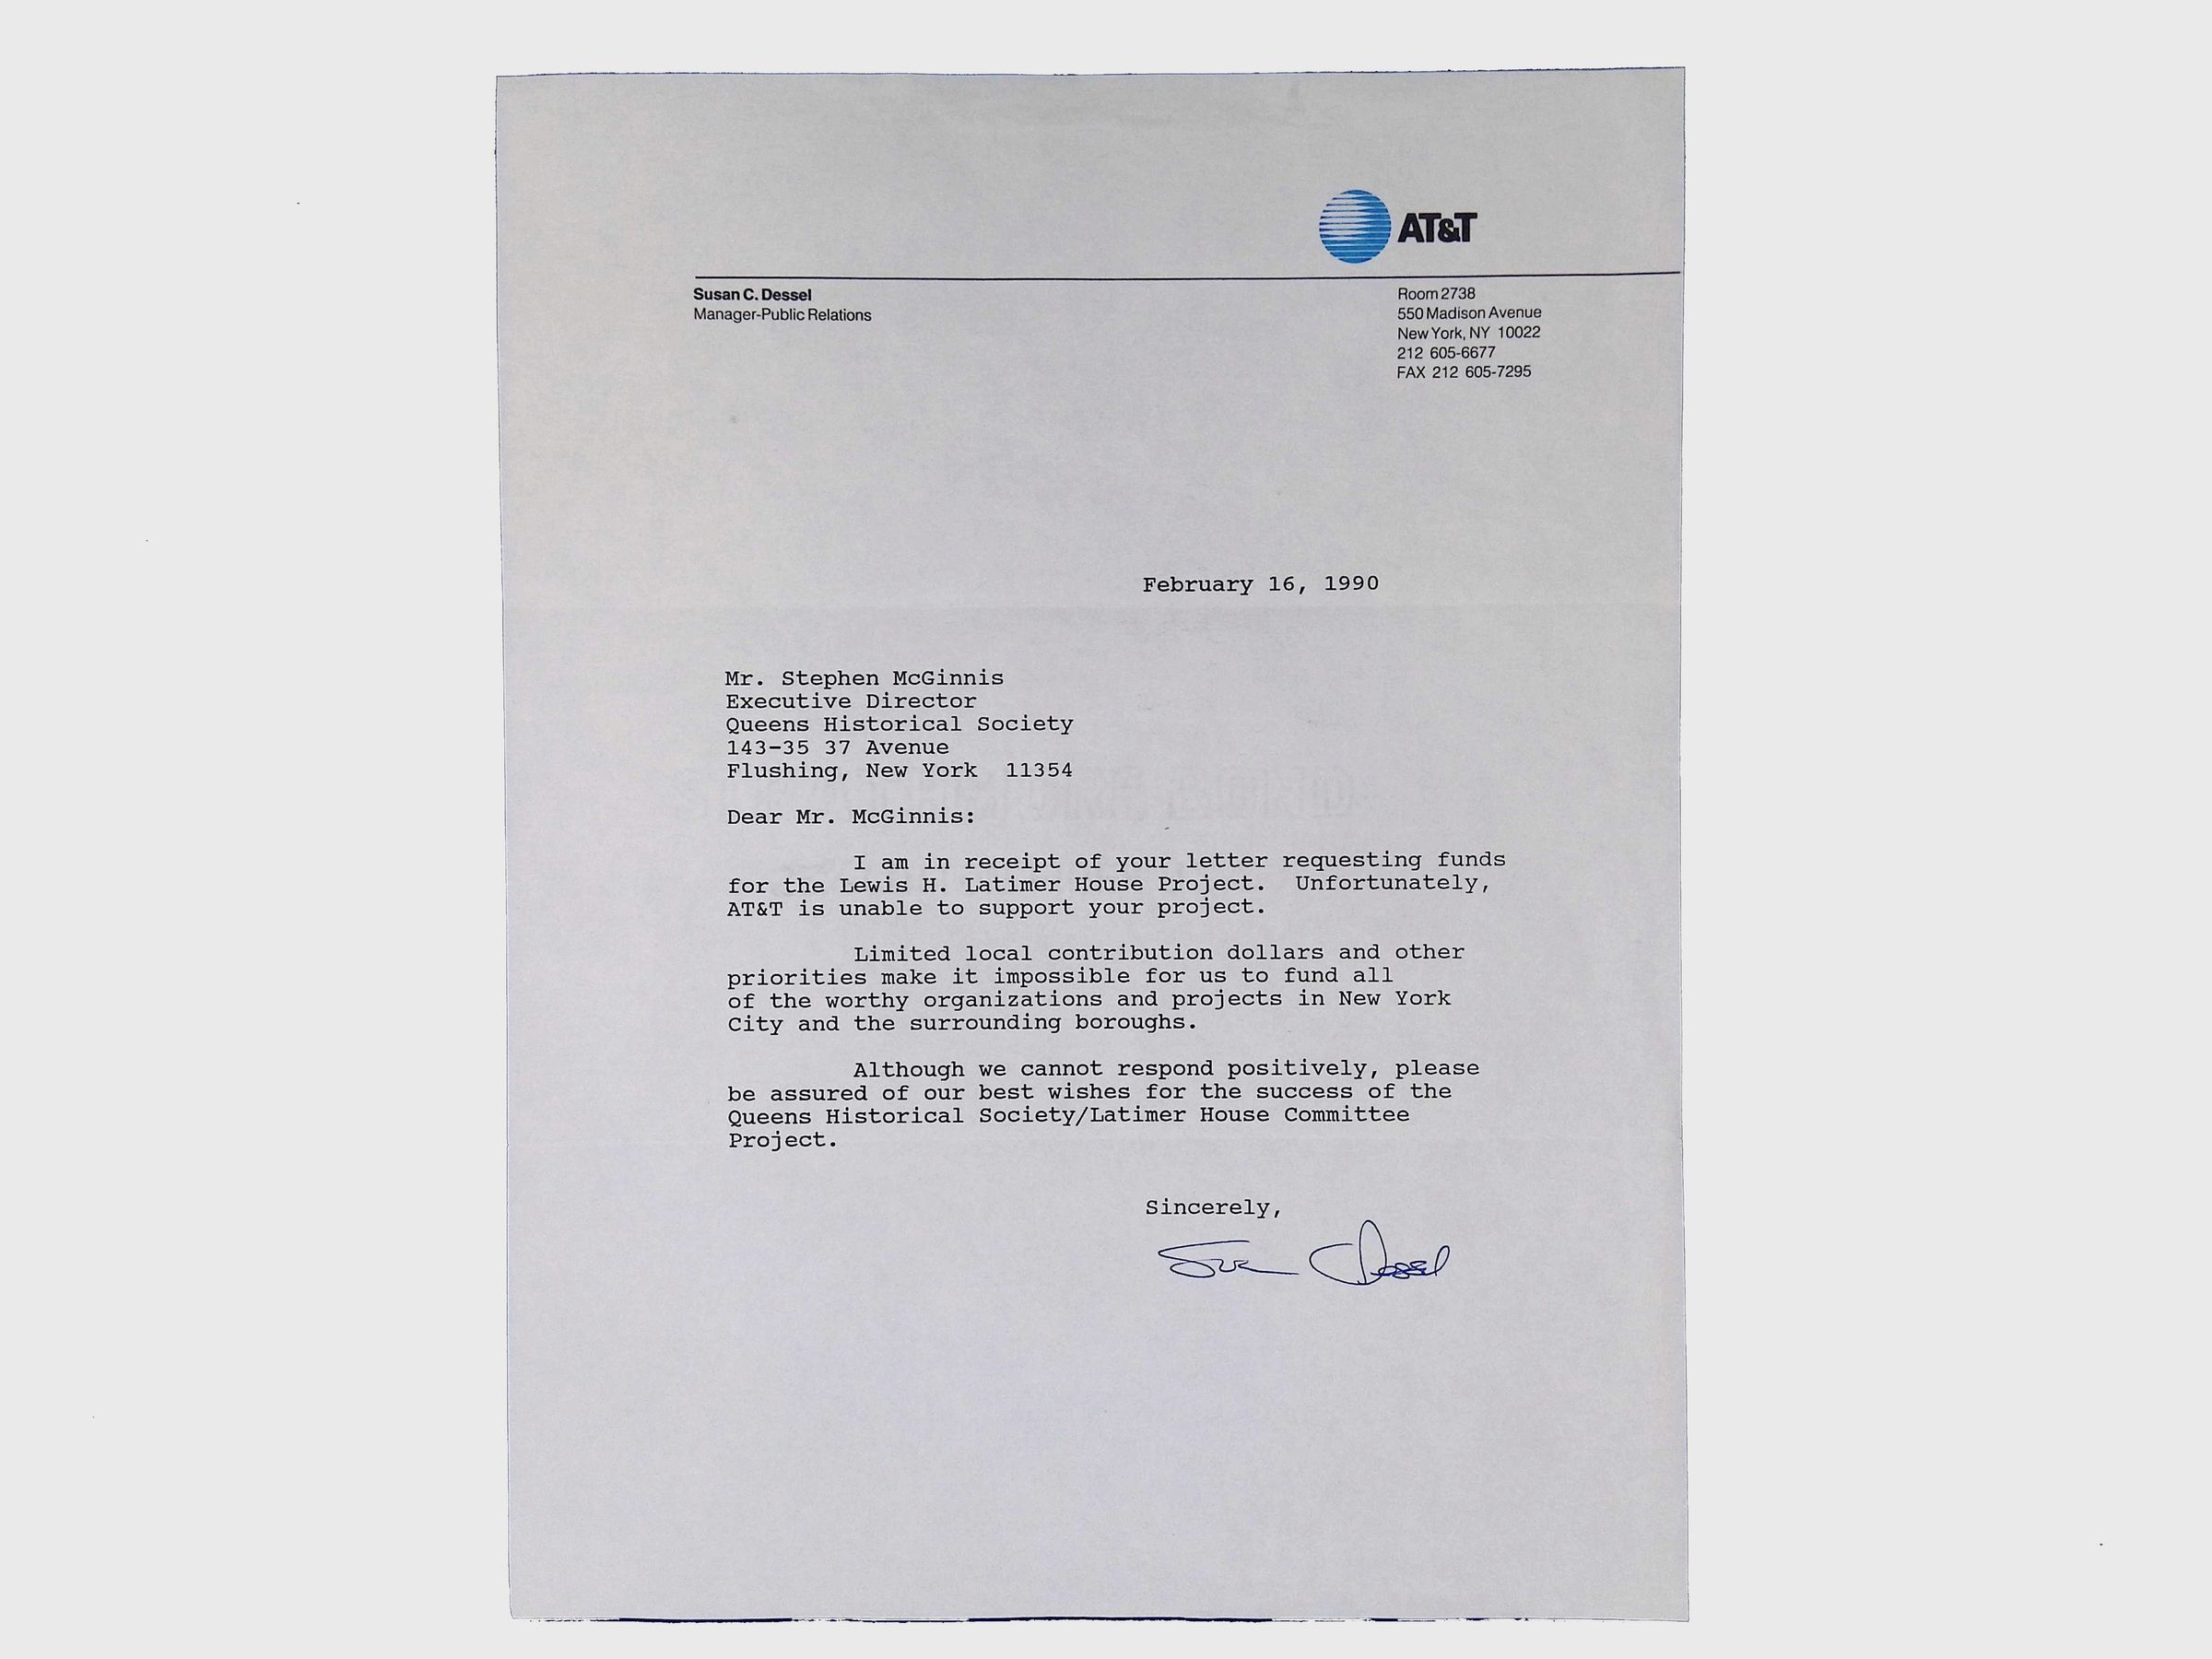 AT&T
Susan C. Dessel
Manager-Public Relations
Room 2738
550 Madison Avenue
New York, NY 10022
212 605-6677
FAX 212 605-7295
February 16, 1990
Mr. Stephen McGinnis
Executive Director
Queens Historical Society
143-35 37 Avenue
Flushing, New York 11354
Dear Mr. McGinnis:
I am in receipt of your letter requesting funds
for the Lewis H. Latimer House Project. Unfortunately,
AT&T is unable to support your project.
Limited local contribution dollars and other
priorities make it impossible for us to fund all
of the worthy organizations and projects in New York
City and the surrounding boroughs.
Although we cannot respond positively, please
be assured of our best wishes for the success of the
Queens Historical Society/Latimer House Committee
Project.
Sincerely,
Sue Dessel